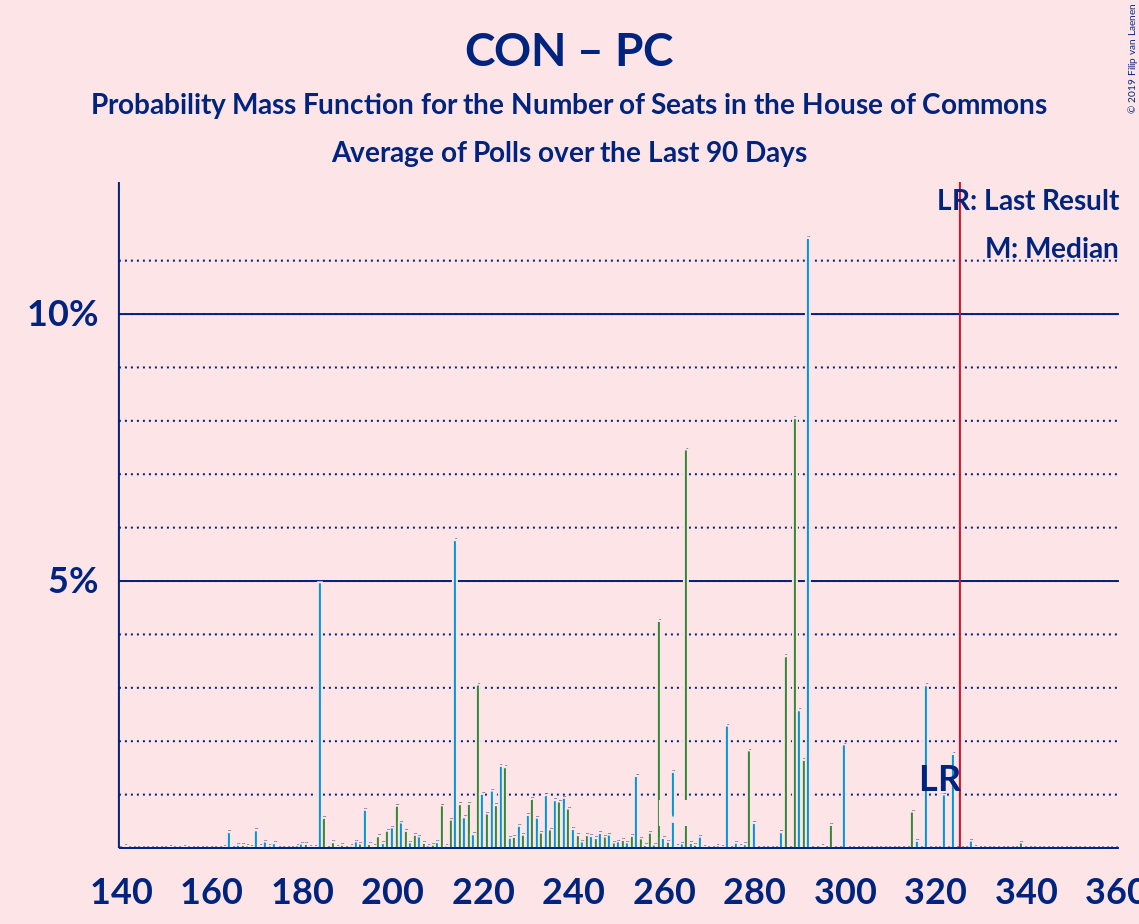 CON – PC
Probability Mass Function for the Number of Seats in the House of Commons
Average of Polls over the Last 90 Days
© 2019 Filip van Laenen
LR: Last Result
M: Median
10%
5%
LR
140 160 180 200 220 240 260 280 300 320 340 360